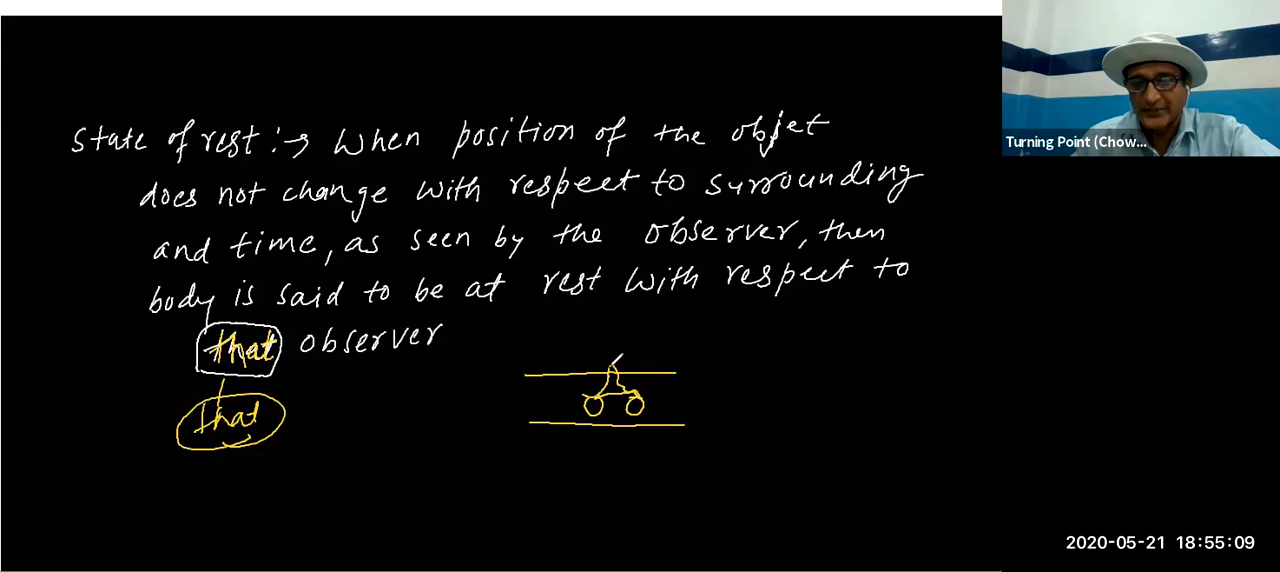 State of rest :→ When position of the objet
does not change with respect to surrounding
and time, as seen by the observer, then
body is said to be at rest with respect to
that observer
that
Turning Point (Chow...
2020-05-21 18:55:09